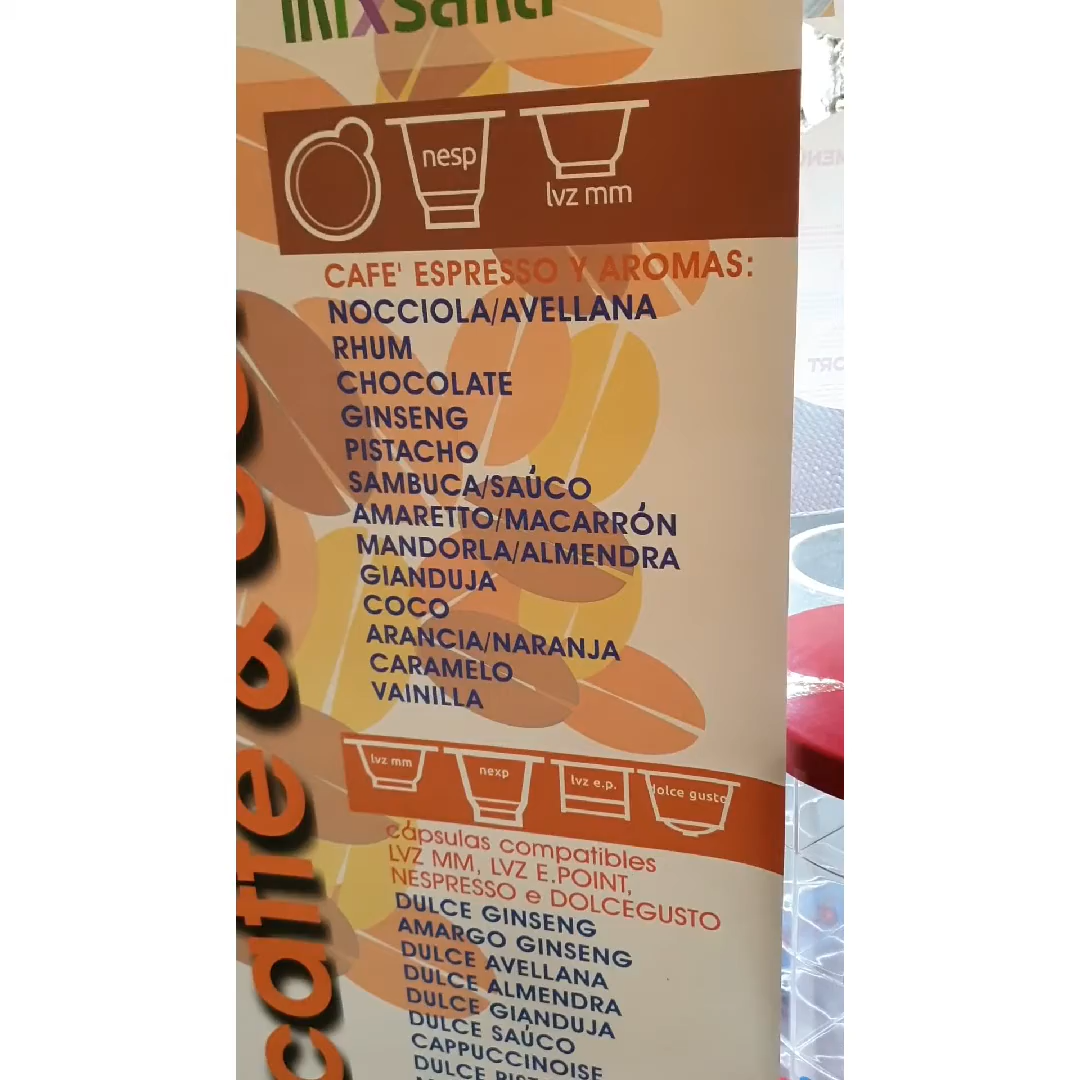 nesp
lvz mm
CAFE' ESPRESSO Y AROMAS:
NOCCIOLA/AVELLANA
RHUM
CHOCOLATE
GINSENG
PISTACHO
SAMBUCA/SAÚCO
AMARETTO/MACARRÓN
MANDORLA/ALMENDRA
GIANDUJA
COCO
ARANCIA/NARANJA
CARAMELO
VAINILLA
lvz mm
nexp
lvz e.p.
dolce gusto
cápsulas compatibles
LVZ MM, LVZ E.POINT,
NESPRESSO e DOLCEGUSTO
DULCE GINSENG
AMARGO GINSENG
DULCE AVELLANA
DULCE ALMENDRA
DULCE GIANDUJA
DULCE SAÚCO
CAPPUCCINOISE
DULCE
caffè &